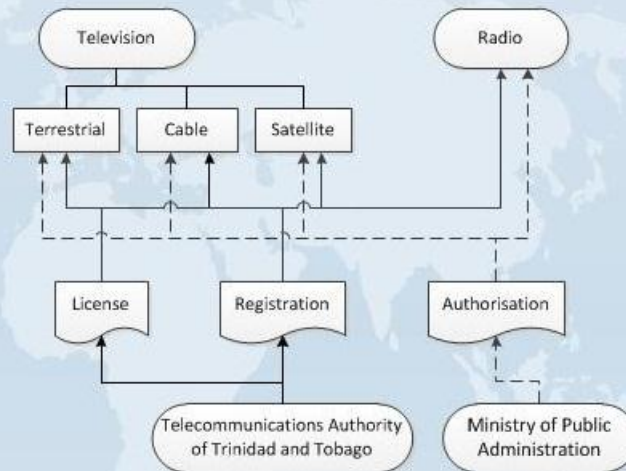 Television
Radio
Terrestrial
Cable
Satellite
License
Registration
Authorisation
Telecommunications Authority
of Trinidad and Tobago
Ministry of Public
Administration